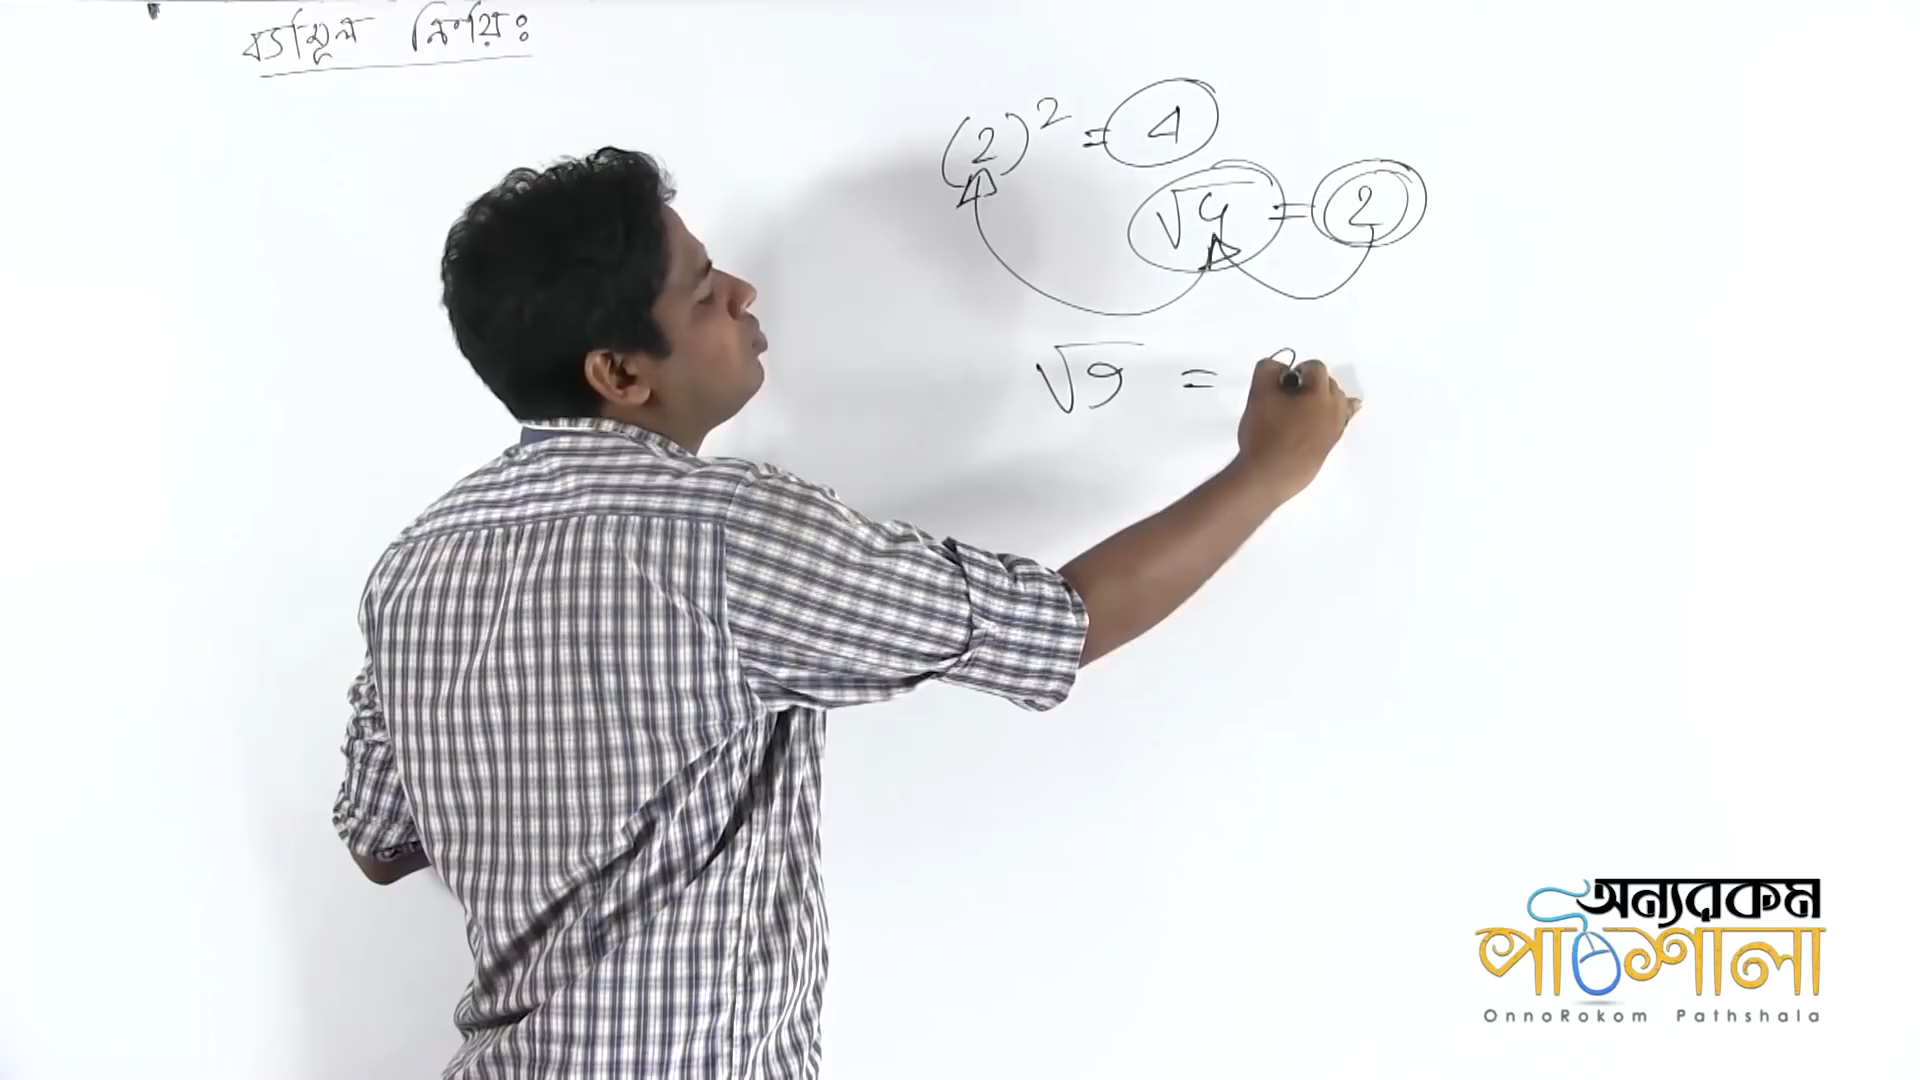 বর্গমূল নির্ণয়ঃ
(2)² = 4
√4 = 2
√9 =
অন্যরকম
পাঠশালা
OnnoRokom Pathshala